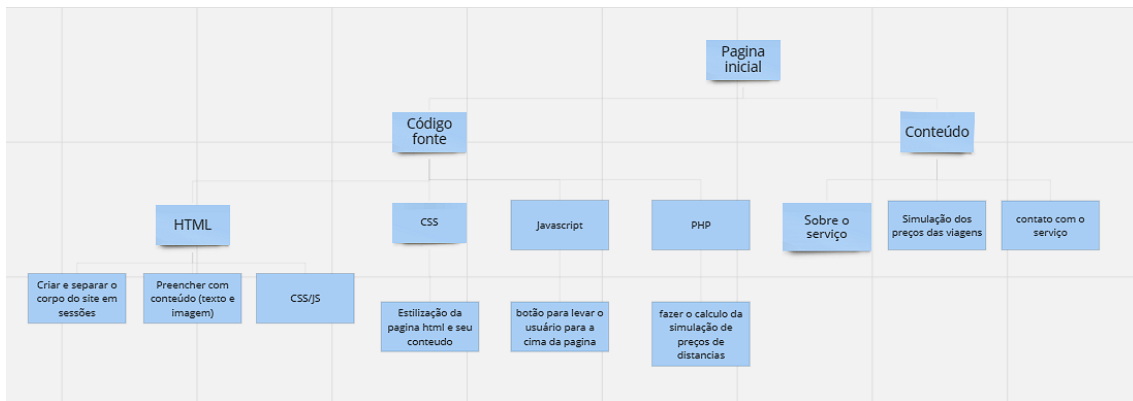 Pagina
inicial
Código
fonte
Conteúdo
HTML
CSS
Javascript
PHP
Sobre o
serviço
Simulação dos
preços das viagens
contato com o
serviço
Criar e separar o
corpo do site em
sessões
Preencher com
conteúdo (texto e
imagem)
CSS/JS
Estilização da
pagina html e seu
conteudo
botão para levar o
usuário para a
cima da pagina
fazer o calculo da
simulação de
preços de
distancias